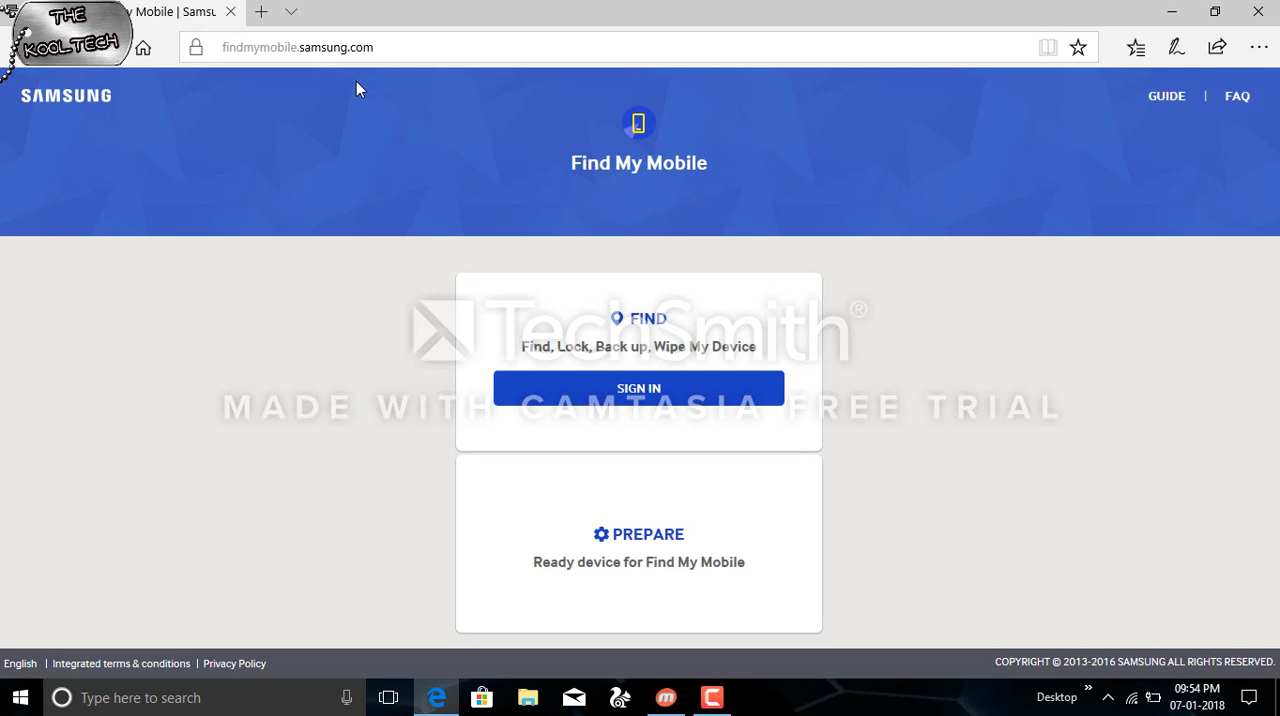 THE
KOOLTECH
y Mobile | Samsu
findmymobile.samsung.com
SAMSUNG
GUIDE | FAQ
Find My Mobile
FIND
TechSmith®
Find, Lock, Back up, Wipe My Device
SIGN IN
MADE WITH CAMTASIA FREE TRIAL
PREPARE
Ready device for Find My Mobile
English | Integrated terms & conditions | Privacy Policy
COPYRIGHT © 2013-2016 SAMSUNG ALL RIGHTS RESERVED.
Type here to search
Desktop
09:54 PM
07-01-2018